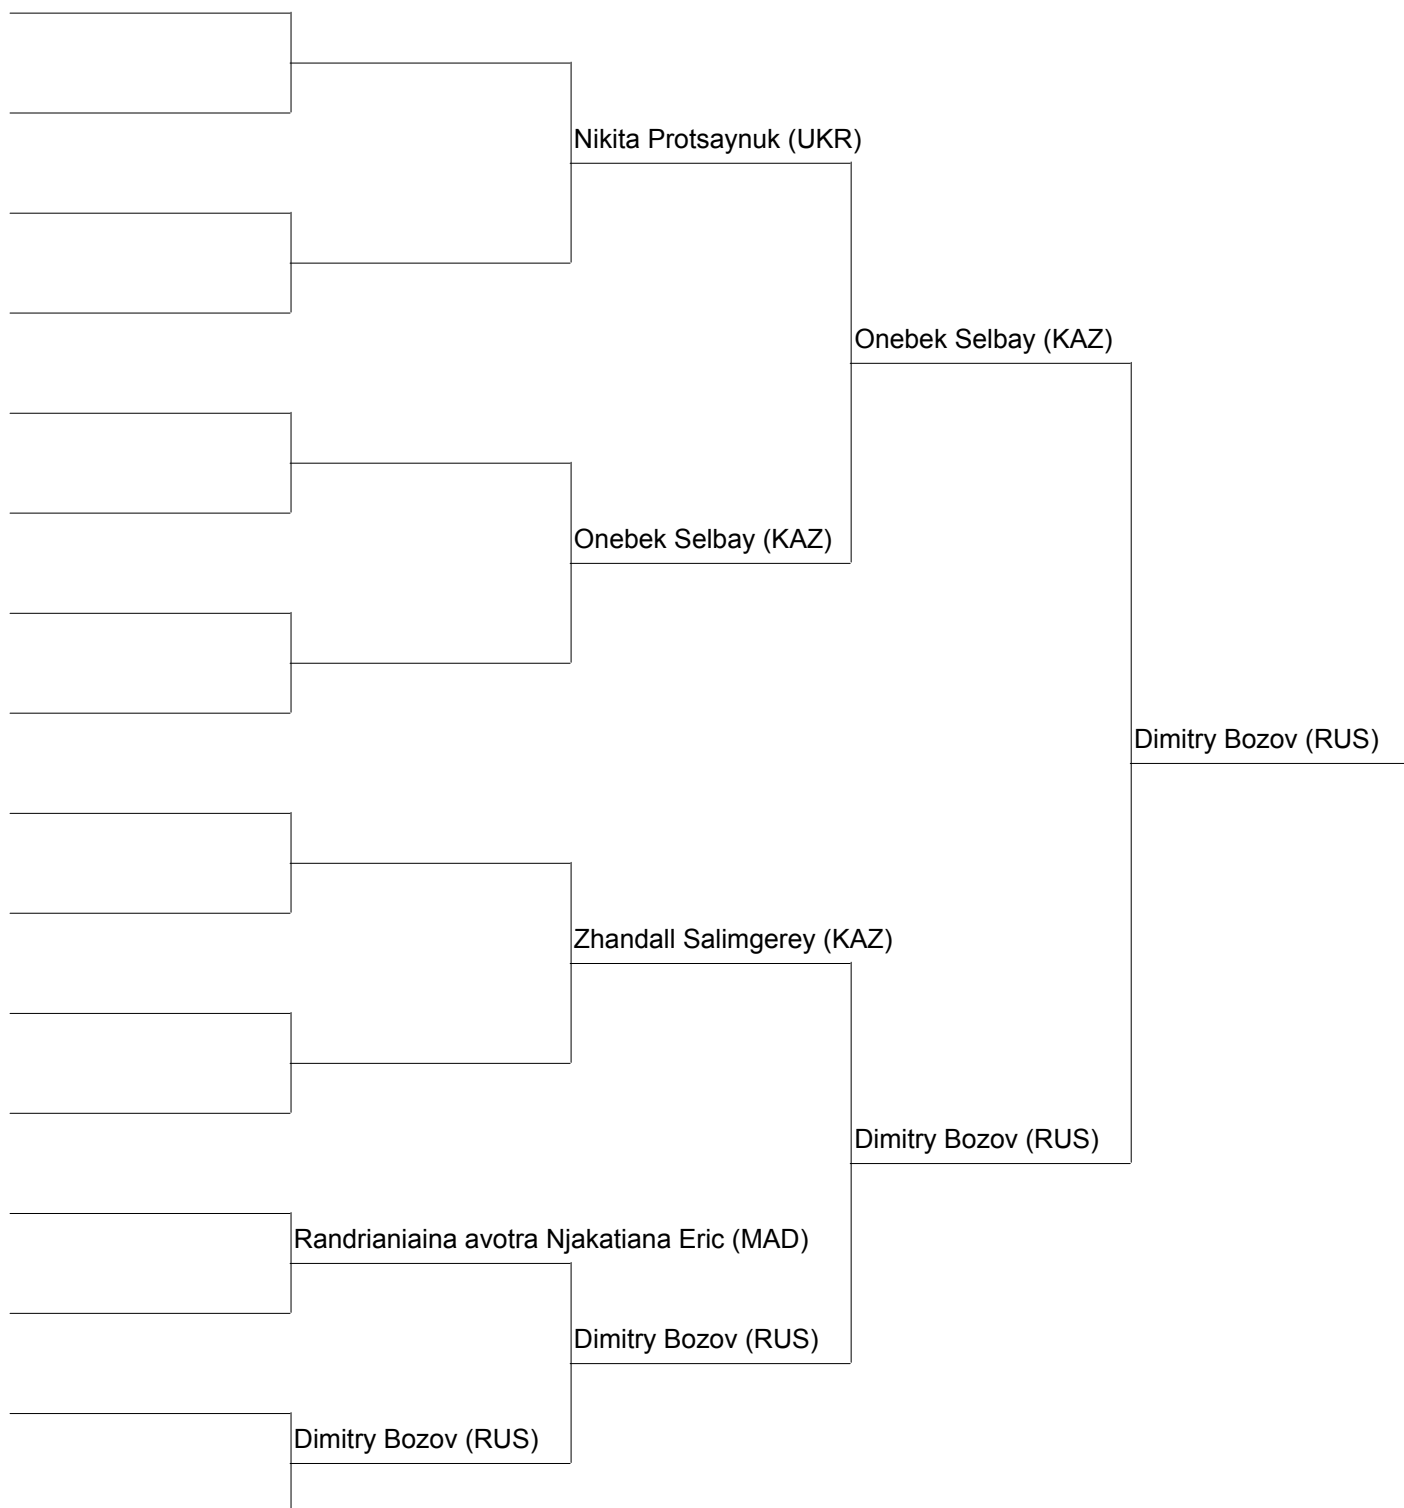 Nikita Protsaynuk (UKR)
Onebek Selbay (KAZ)
Onebek Selbay (KAZ)
Dimitry Bozov (RUS)
Zhandall Salimgerey (KAZ)
Dimitry Bozov (RUS)
Randrianiaina avotra Njakatiana Eric (MAD)
Dimitry Bozov (RUS)
Dimitry Bozov (RUS)